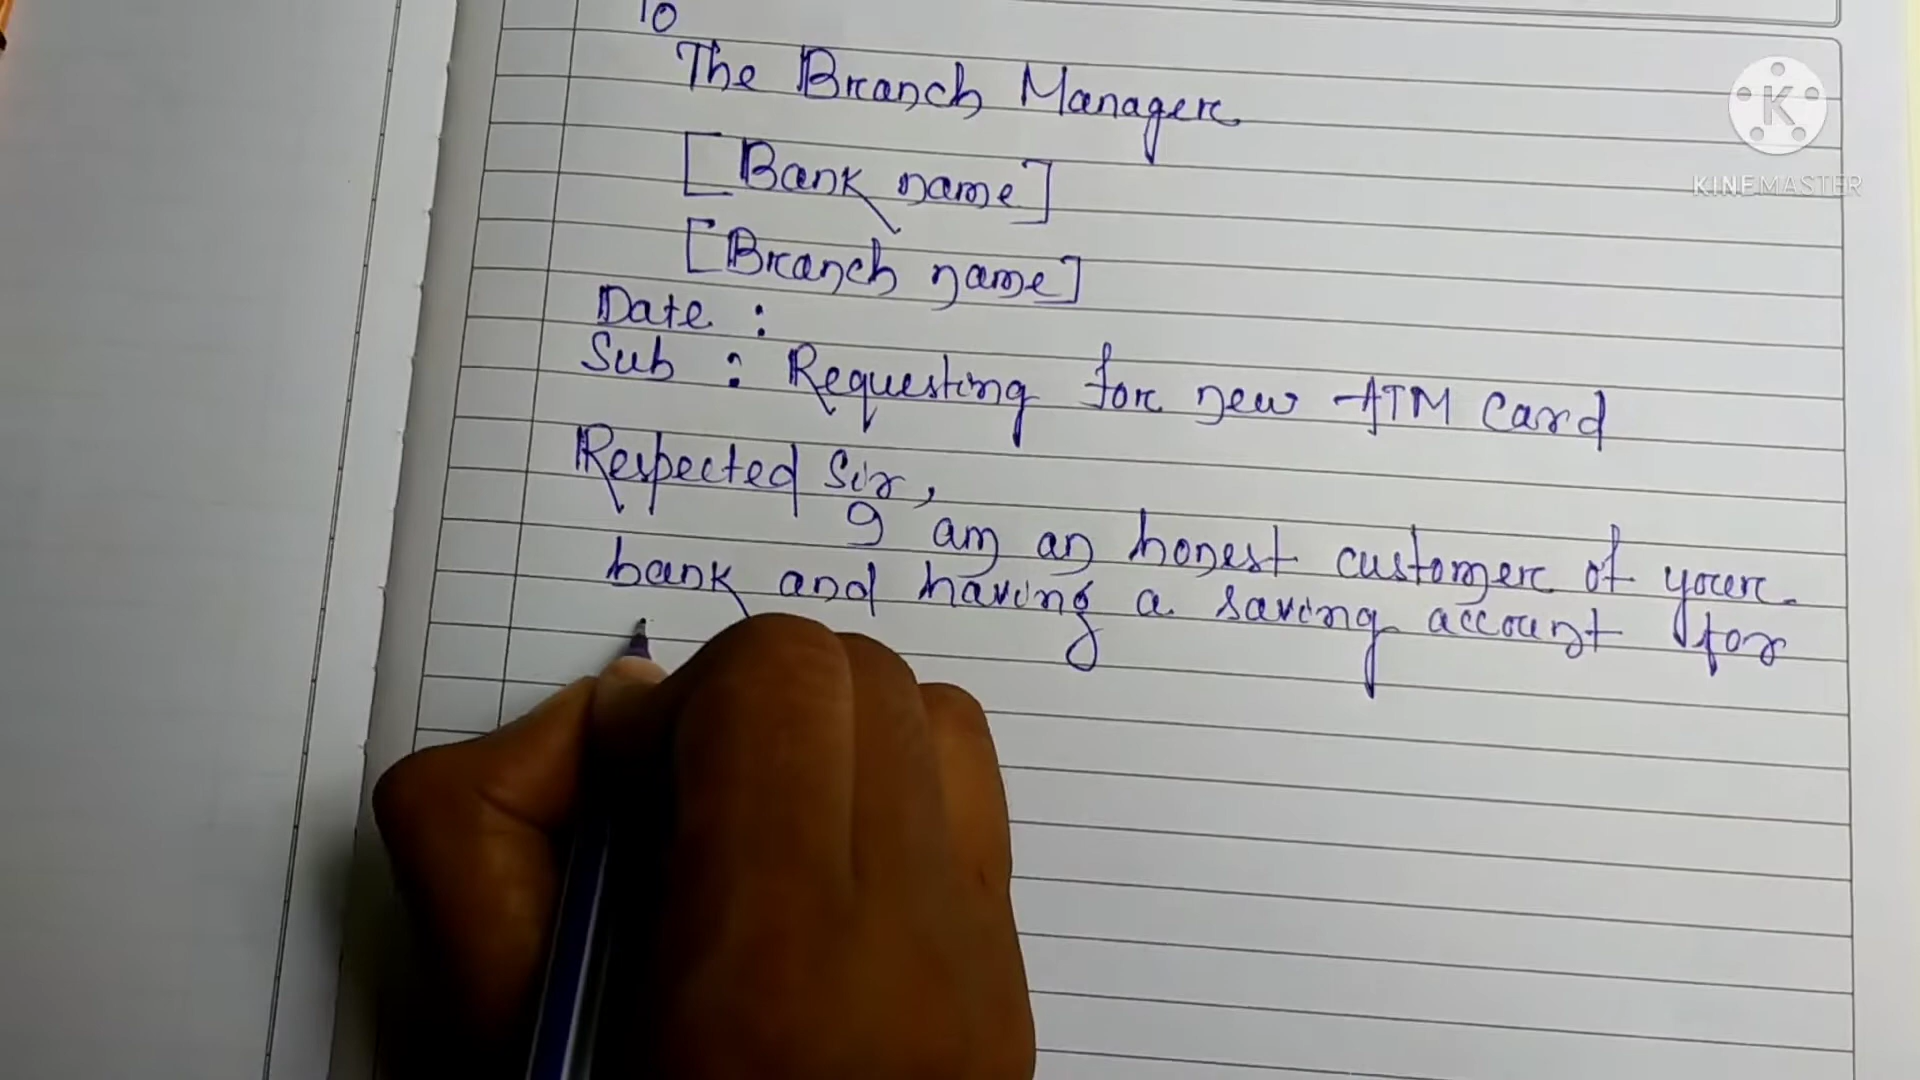 To
The Branch Manager
[Bank name]
[Branch name]
Date :
Sub : Requesting for new ATM Card
Respected Sir,
I am an honest customer of your
bank and having a saving account for
K
KINEMASTER